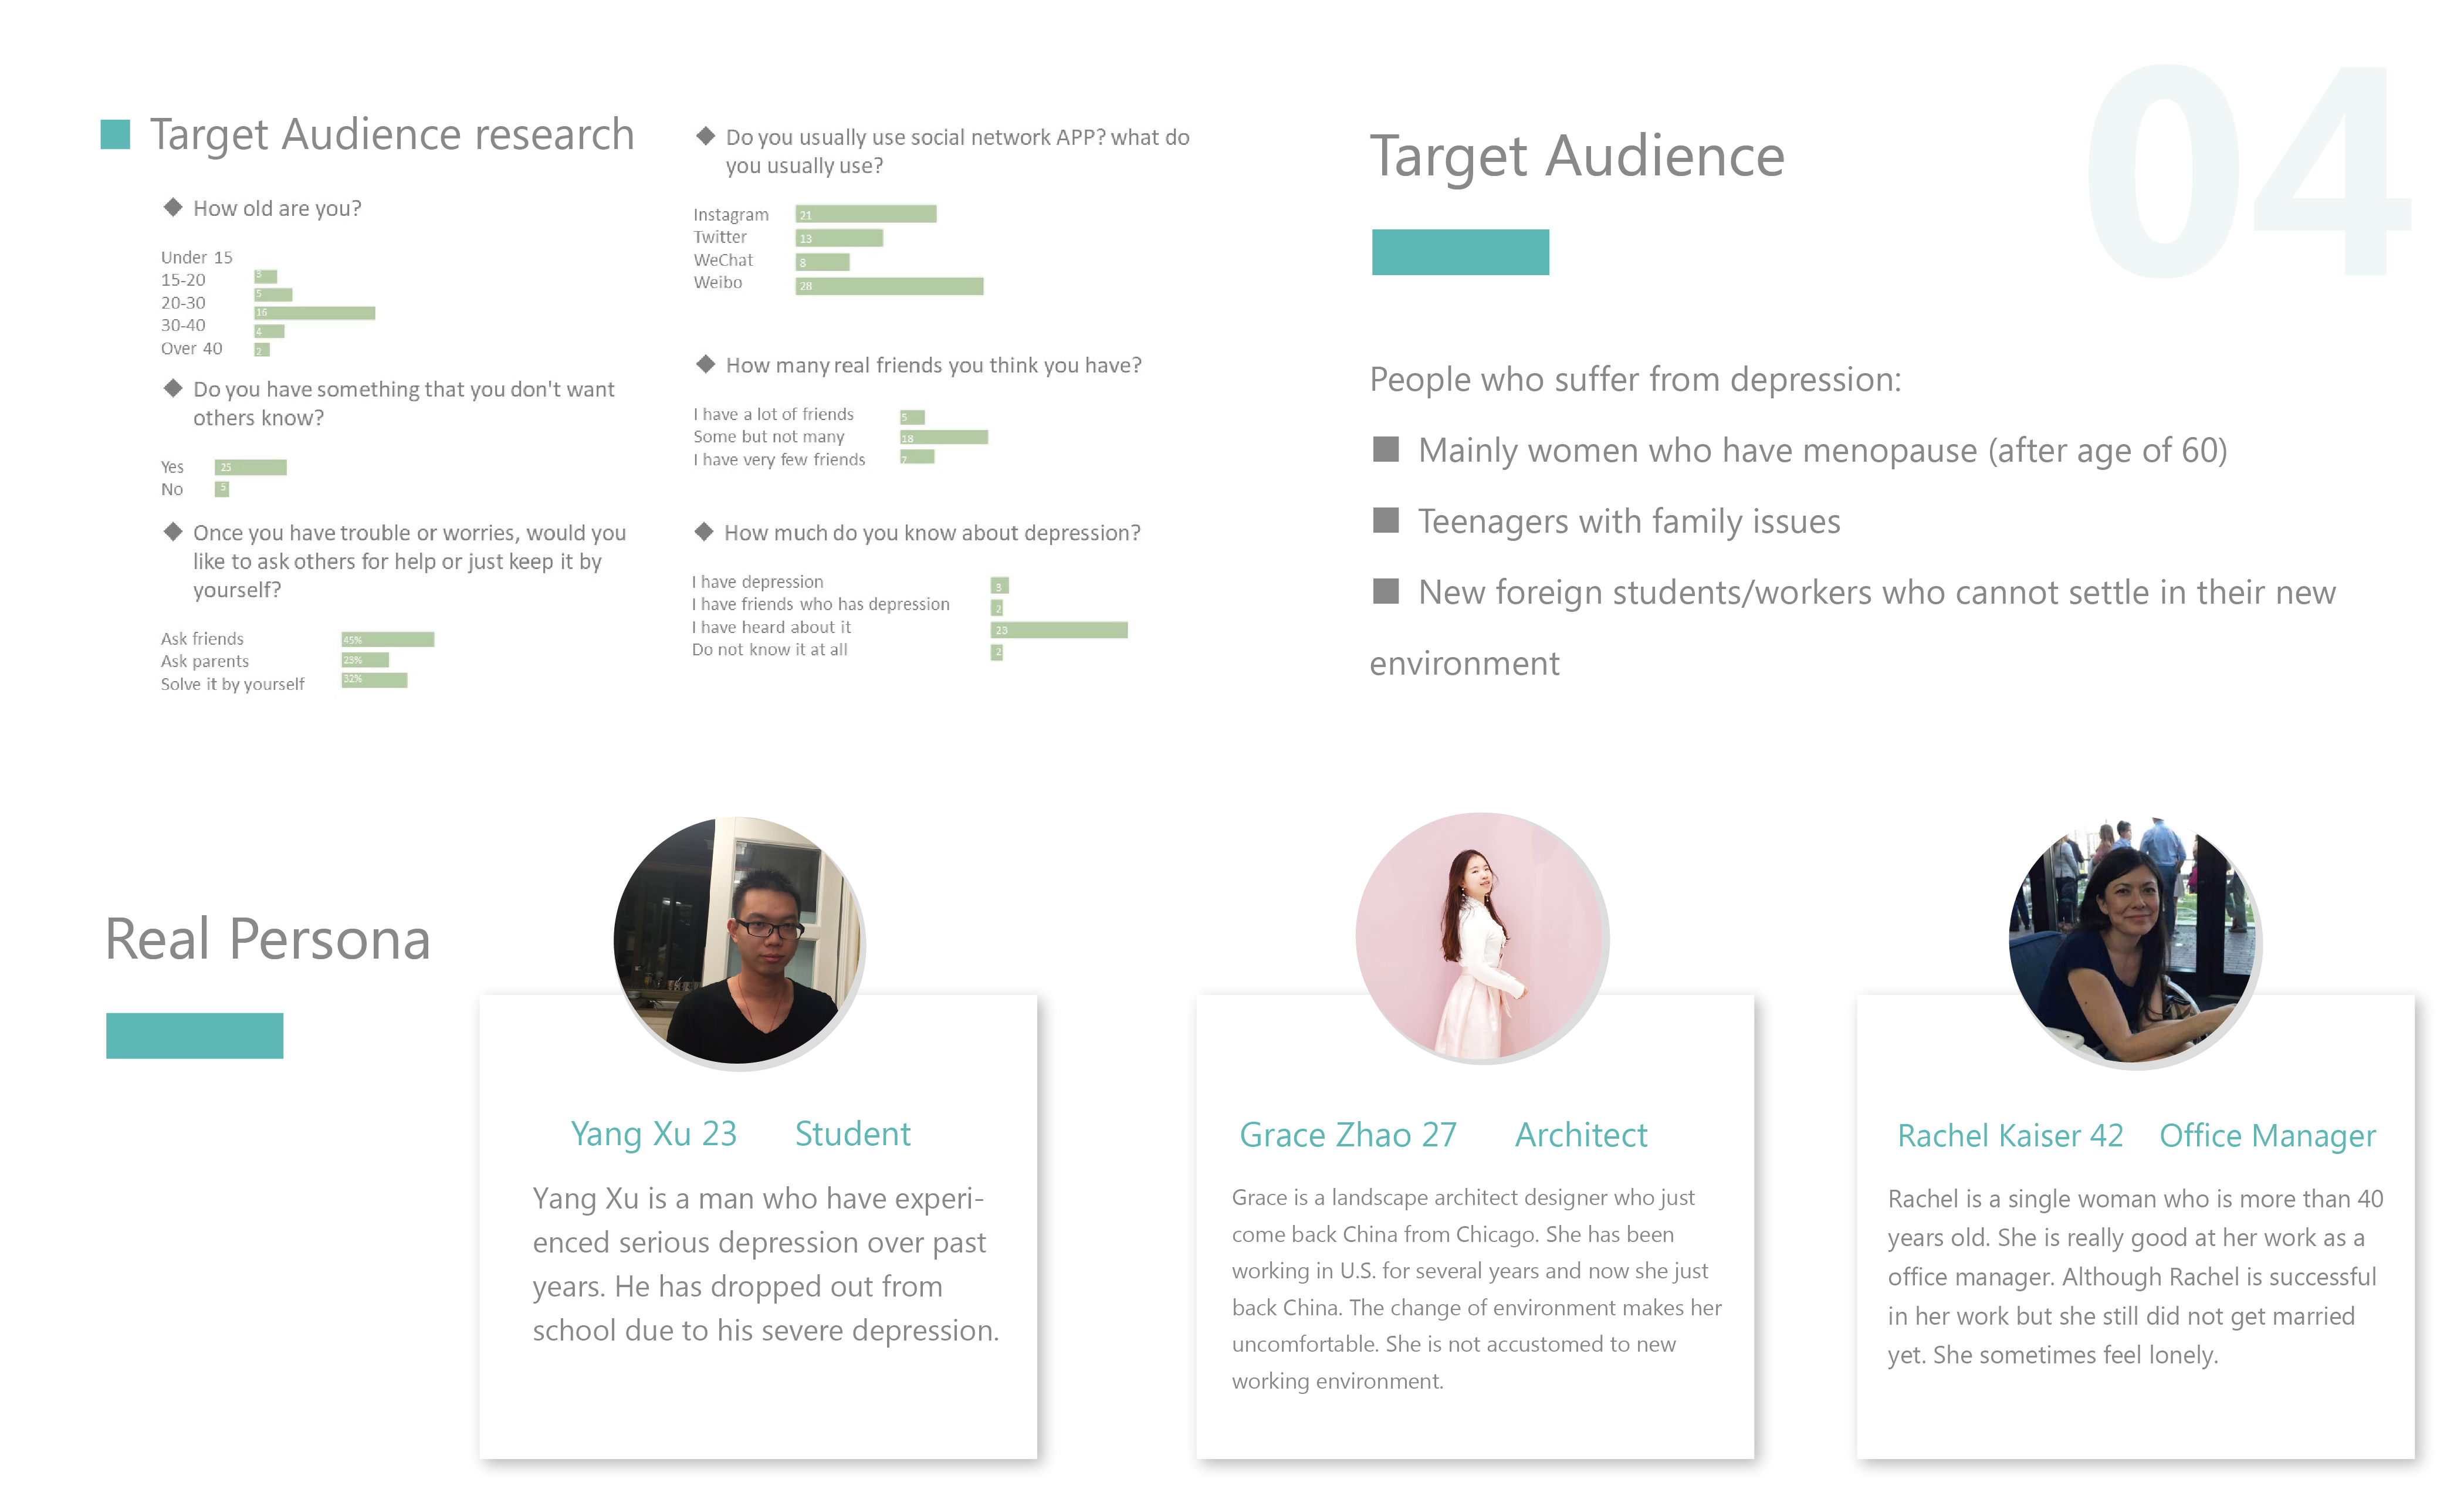 04
Target Audience research
How old are you?
Under 15
3
15-20
5
20-30
16
30-40
4
Over 40
2
Do you have something that you don't want
others know?
Yes
25
No
5
Once you have trouble or worries, would you
like to ask others for help or just keep it by
yourself?
Ask friends
45%
Ask parents
23%
Solve it by yourself
32%
Do you usually use social network APP? what do
you usually use?
Instagram
21
Twitter
13
WeChat
8
Weibo
28
How many real friends you think you have?
I have a lot of friends
5
Some but not many
18
I have very few friends
7
How much do you know about depression?
I have depression
3
I have friends who has depression
2
I have heard about it
23
Do not know it at all
2
Target Audience
People who suffer from depression:
Mainly women who have menopause (after age of 60)
Teenagers with family issues
New foreign students/workers who cannot settle in their new
environment
Real Persona
Yang Xu 23 Student
Yang Xu is a man who have experi-
enced serious depression over past
years. He has dropped out from
school due to his severe depression.
Grace Zhao 27 Architect
Grace is a landscape architect designer who just
come back China from Chicago. She has been
working in U.S. for several years and now she just
back China. The change of environment makes her
uncomfortable. She is not accustomed to new
working environment.
Rachel Kaiser 42 Office Manager
Rachel is a single woman who is more than 40
years old. She is really good at her work as a
office manager. Although Rachel is successful
in her work but she still did not get married
yet. She sometimes feel lonely.